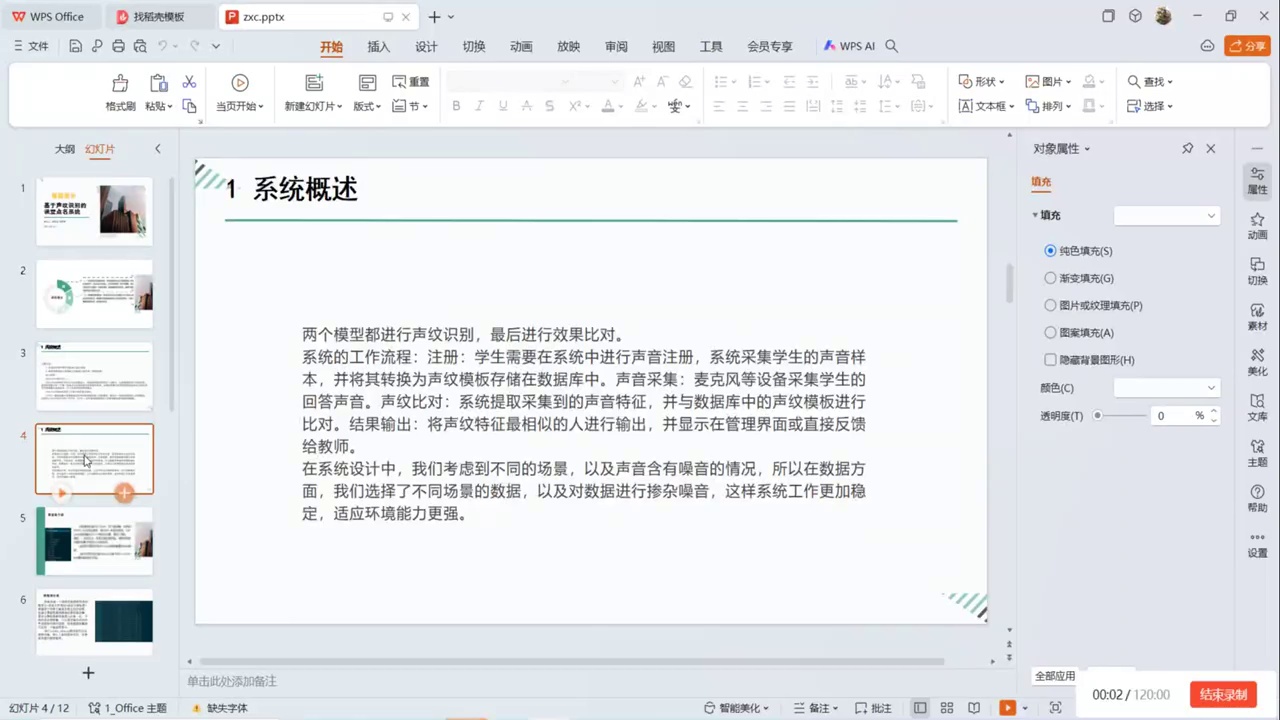 WPS Office
找稻壳模板
zxc.pptx
文件
开始
插入
设计
切换
动画
放映
审阅
视图
工具
会员专享
WPS AI
分享
格式刷
粘贴
当页开始
新建幻灯片
版式
重置
节
形状
图片
文本框
排列
查找
选择
大纲
幻灯片
1
基于声纹识别的
课堂点名系统
2
3
4
5
6
1 系统概述
两个模型都进行声纹识别，最后进行效果比对。
系统的工作流程：注册：学生需要在系统中进行声音注册，系统采集学生的声音样
本，并将其转换为声纹模板存储在数据库中。声音采集：麦克风等设备采集学生的
回答声音。声纹比对：系统提取采集到的声音特征，并与数据库中的声纹模板进行
比对。结果输出：将声纹特征最相似的人进行输出，并显示在管理界面或直接反馈
给教师。
在系统设计中，我们考虑到不同的场景，以及声音含有噪音的情况，所以在数据方
面，我们选择了不同场景的数据，以及对数据进行掺杂噪音，这样系统工作更加稳
定，适应环境能力更强。
对象属性
填充
填充
纯色填充(S)
渐变填充(G)
图片或纹理填充(P)
图案填充(A)
隐藏背景图形(H)
颜色(C)
透明度(T)
0 %
全部应用
属性
动画
切换
素材
美化
文库
主题
帮助
设置
单击此处添加备注
幻灯片 4 / 12
1_Office 主题
缺失字体
智能美化
备注
批注
00:02 / 120:00
结束录制